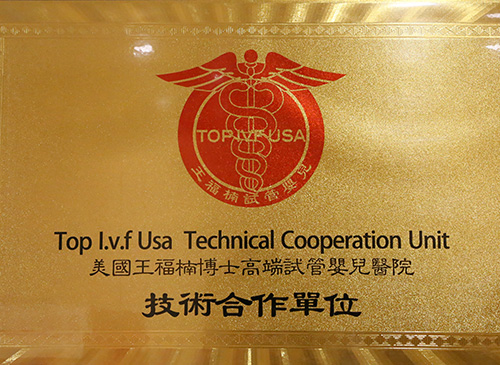 TOP I.V.F USA
王福楠試管嬰兒
Top I.v.f Usa Technical Cooperation Unit
美國王福楠博士高端試管嬰兒醫院
技術合作單位